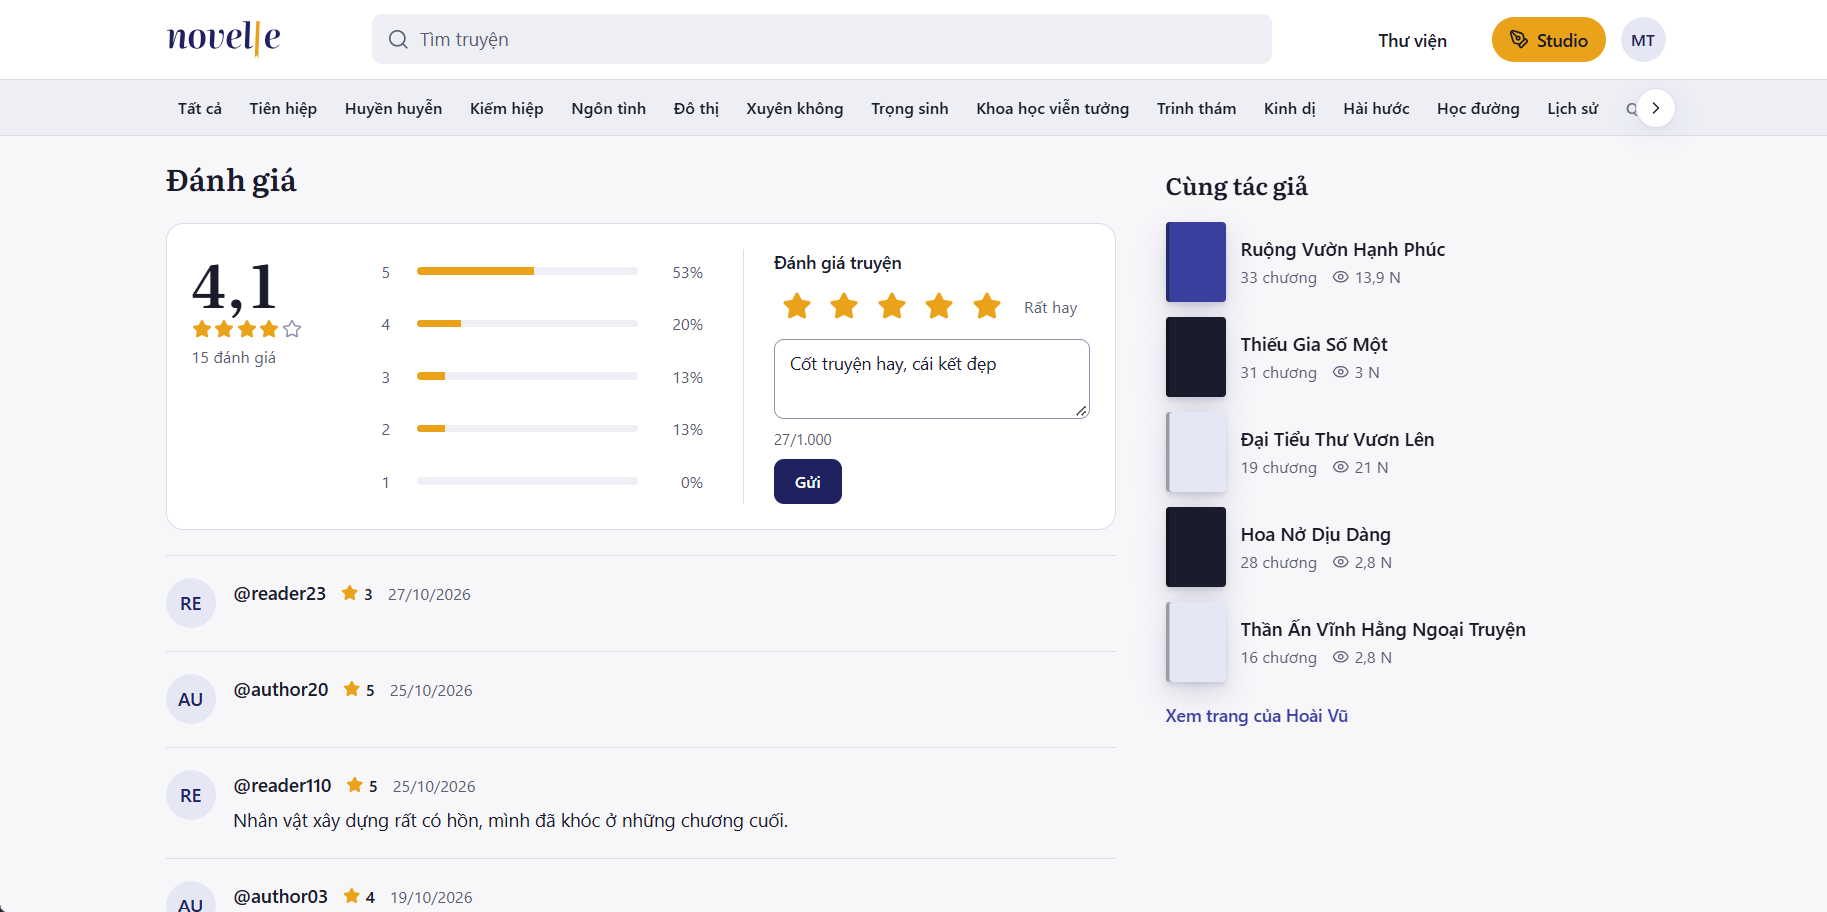 novelle
Tìm truyện
Thư viện
Studio
MT
Tất cả
Tiên hiệp
Huyền huyễn
Kiếm hiệp
Ngôn tình
Đô thị
Xuyên không
Trọng sinh
Khoa học viễn tưởng
Trinh thám
Kinh dị
Hài hước
Học đường
Lịch sử
Đánh giá
4,1
15 đánh giá
5 53%
4 20%
3 13%
2 13%
1 0%
Đánh giá truyện
Rất hay
Cốt truyện hay, cái kết đẹp
27/1.000
Gửi
RE
@reader23 3 27/10/2026
AU
@author20 5 25/10/2026
RE
@reader110 5 25/10/2026
Nhân vật xây dựng rất có hồn, mình đã khóc ở những chương cuối.
AU
@author03 4 19/10/2026
Cùng tác giả
Ruộng Vườn Hạnh Phúc
33 chương 13,9 N
Thiếu Gia Số Một
31 chương 3 N
Đại Tiểu Thư Vươn Lên
19 chương 21 N
Hoa Nở Dịu Dàng
28 chương 2,8 N
Thần Ấn Vĩnh Hằng Ngoại Truyện
16 chương 2,8 N
Xem trang của Hoài Vũ